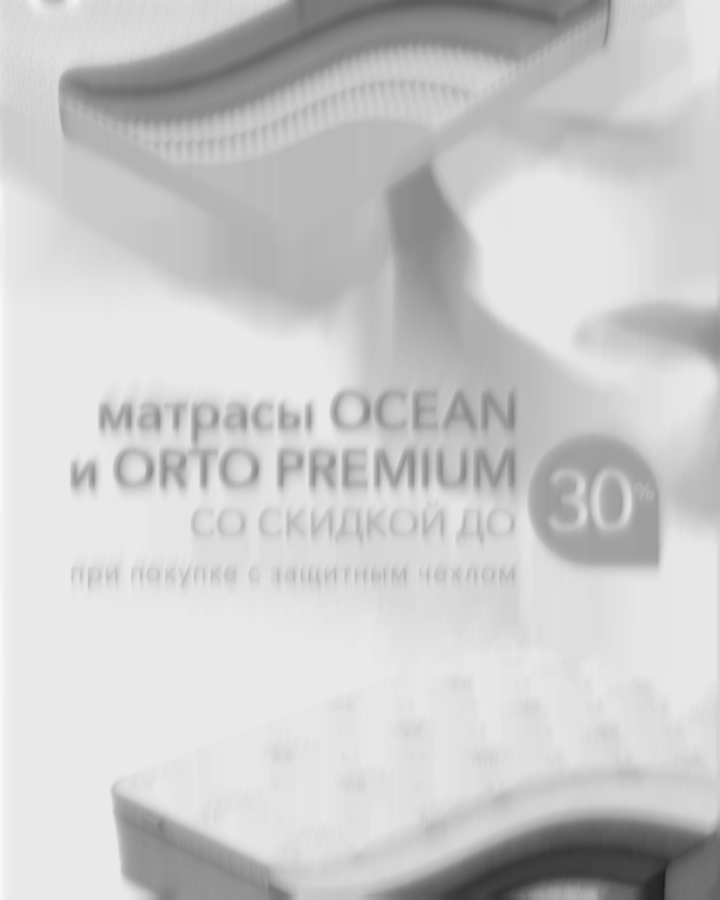 матрасы OCEAN
и ORTO PREMIUM
СО СКИДКОЙ ДО
30%
при покупке с защитным чехлом